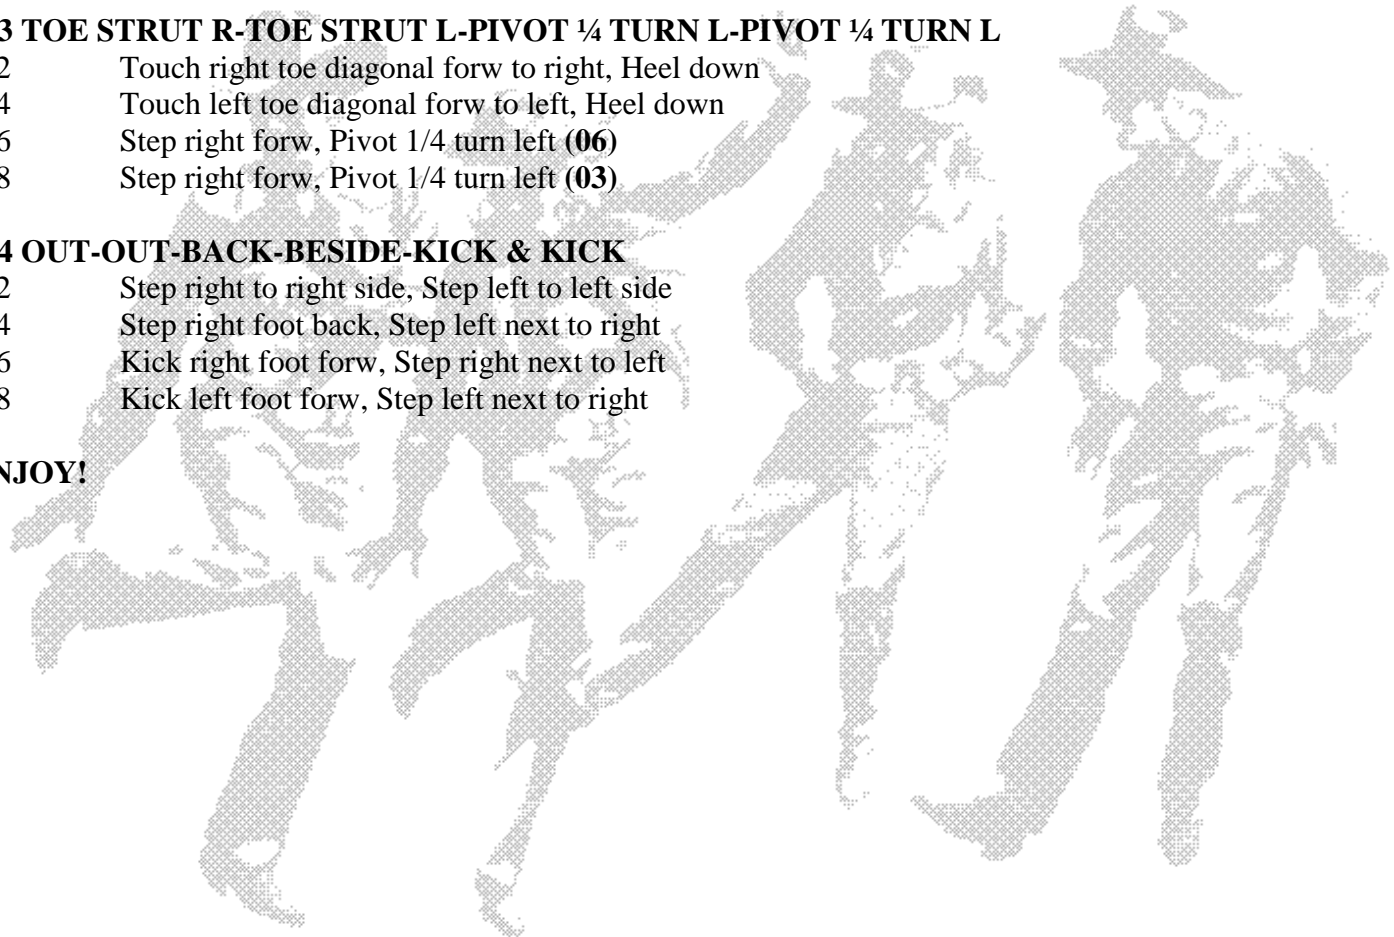 3 TOE STRUT R-TOE STRUT L-PIVOT ¼ TURN L-PIVOT ¼ TURN L
2 Touch right toe diagonal forw to right, Heel down
4 Touch left toe diagonal forw to left, Heel down
6 Step right forw, Pivot 1/4 turn left (06)
8 Step right forw, Pivot 1/4 turn left (03)
4 OUT-OUT-BACK-BESIDE-KICK & KICK
2 Step right to right side, Step left to left side
4 Step right foot back, Step left next to right
6 Kick right foot forw, Step right next to left
8 Kick left foot forw, Step left next to right
NJOY!